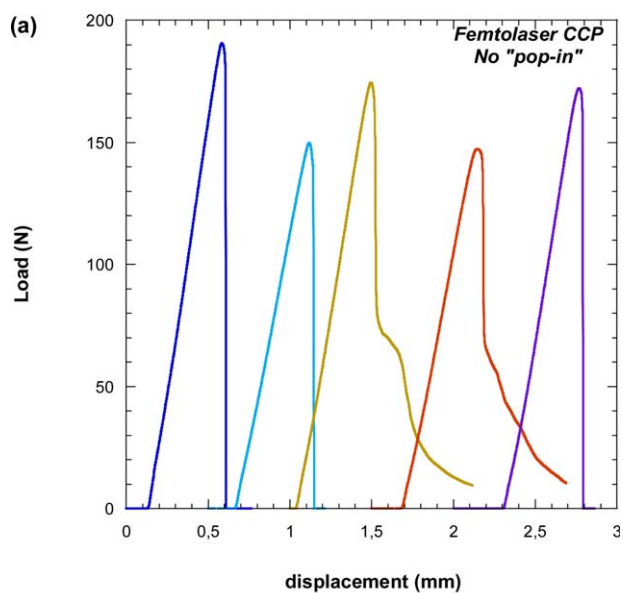 (a)
Femtolaser CCP
No "pop-in"
200
150
100
50
0
Load (N)
0 0,5 1 1,5 2 2,5 3
displacement (mm)